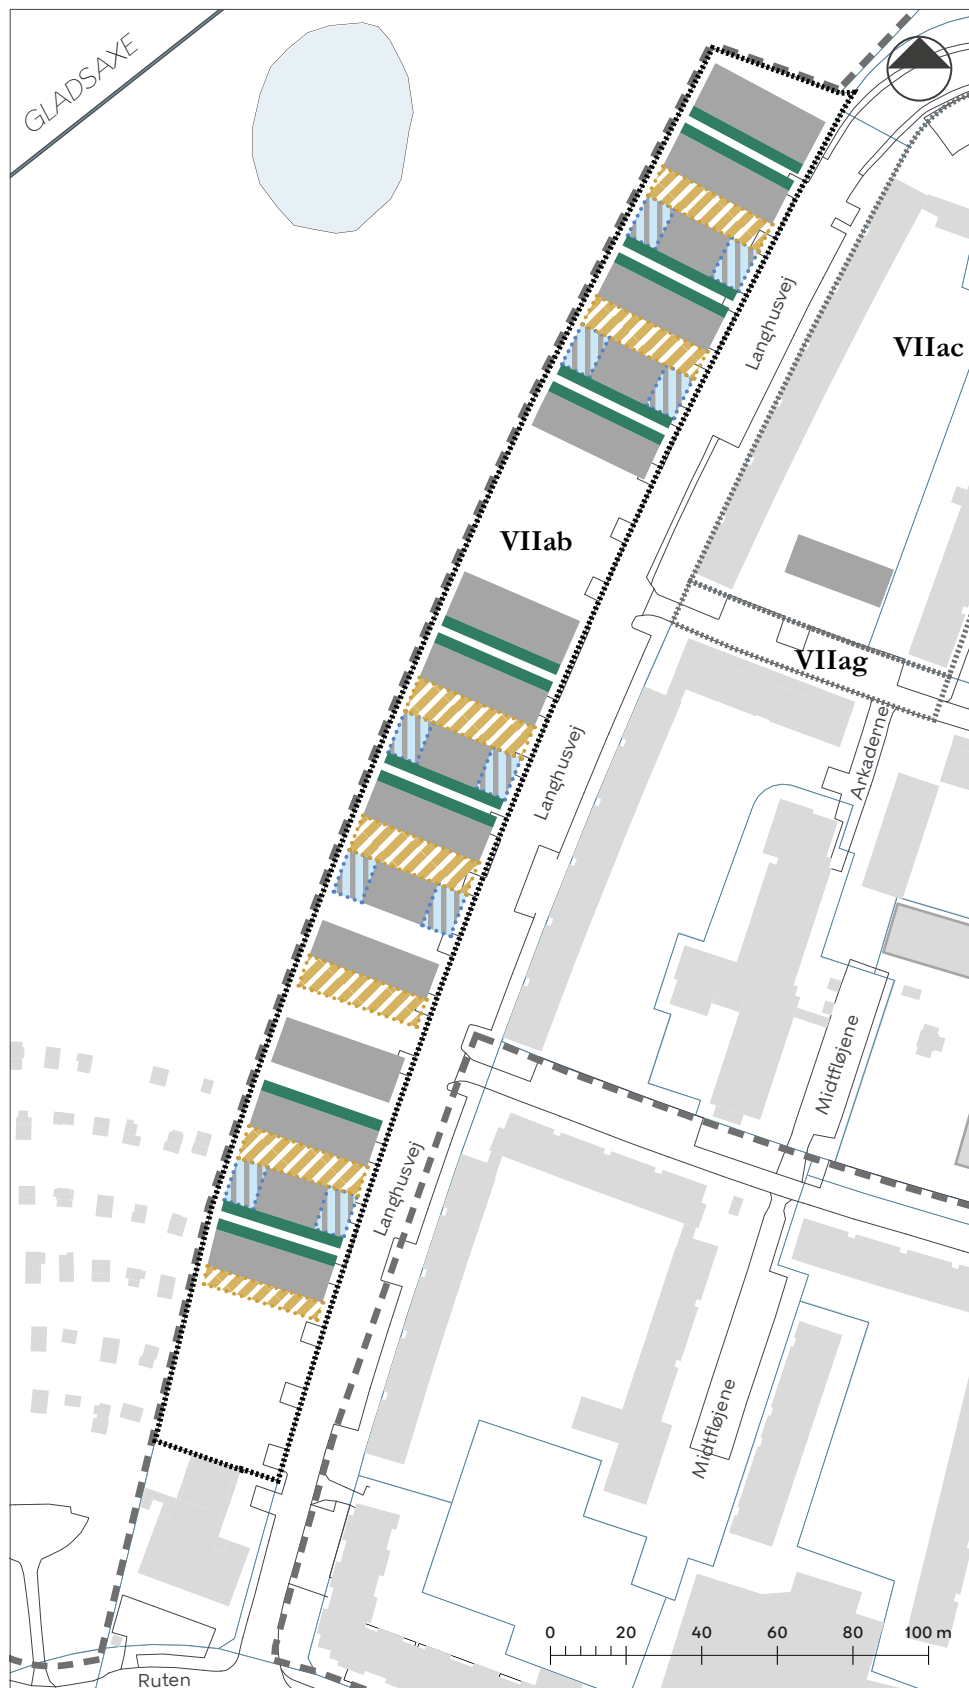 GLADSAXE
Langhusvej
VIIac
VIIab
VIIag
Arkaderne
Langhusvej
Midtfløjene
Langhusvej
Midtfløjene
0 20 40 60 80 100 m
Ruten